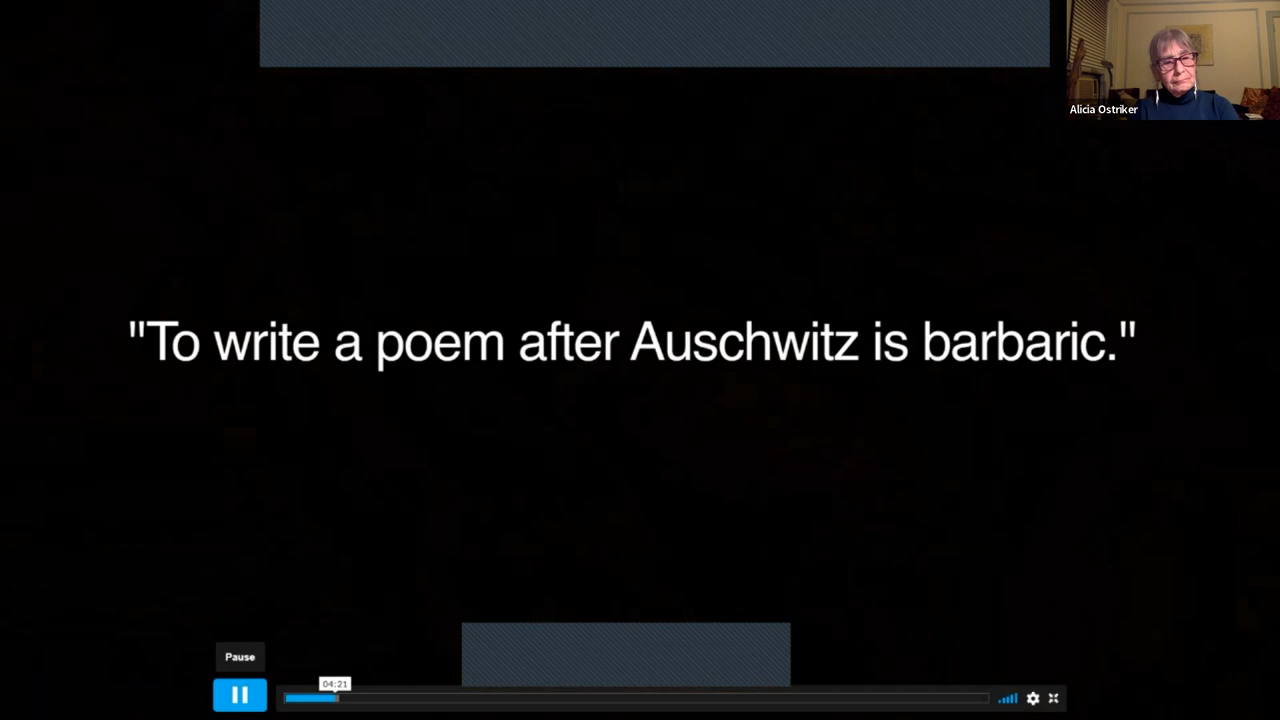 Alicia Ostriker
"To write a poem after Auschwitz is barbaric."
Pause
04:21